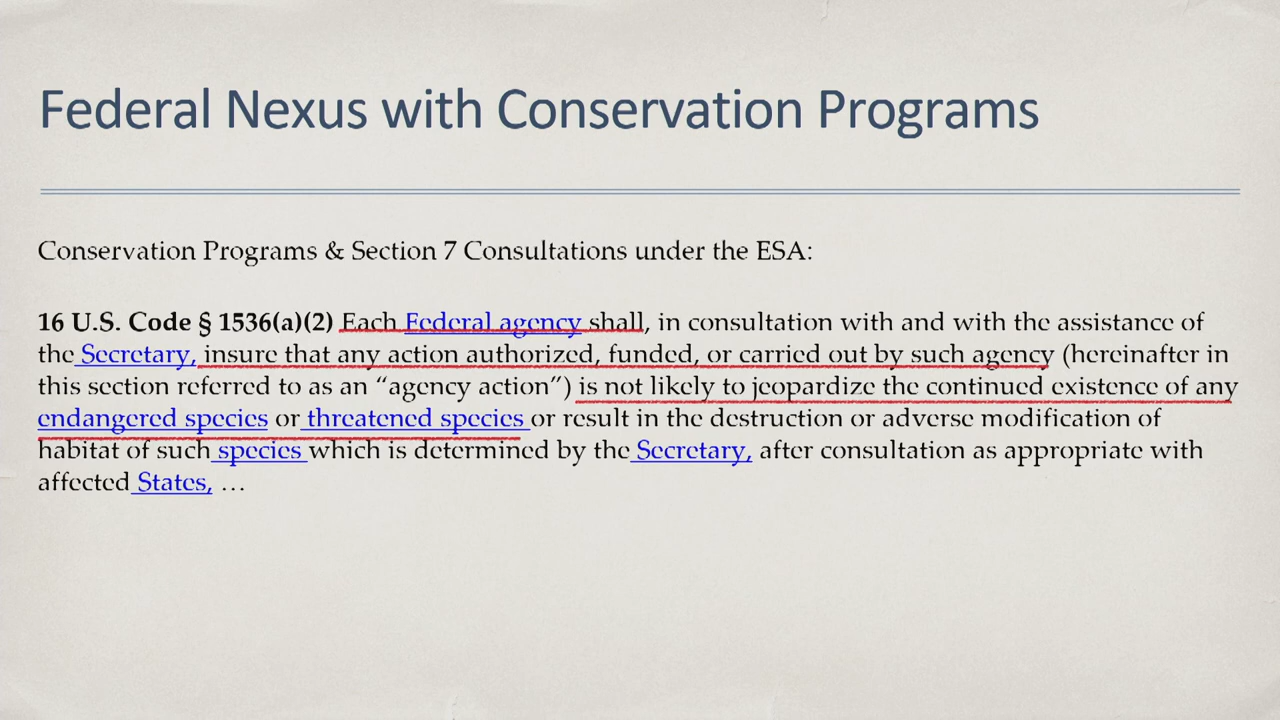 Federal Nexus with Conservation Programs
Conservation Programs & Section 7 Consultations under the ESA:
16 U.S. Code § 1536(a)(2) Each Federal agency shall, in consultation with and with the assistance of
the Secretary, insure that any action authorized, funded, or carried out by such agency (hereinafter in
this section referred to as an “agency action”) is not likely to jeopardize the continued existence of any
endangered species or threatened species or result in the destruction or adverse modification of
habitat of such species which is determined by the Secretary, after consultation as appropriate with
affected States, …